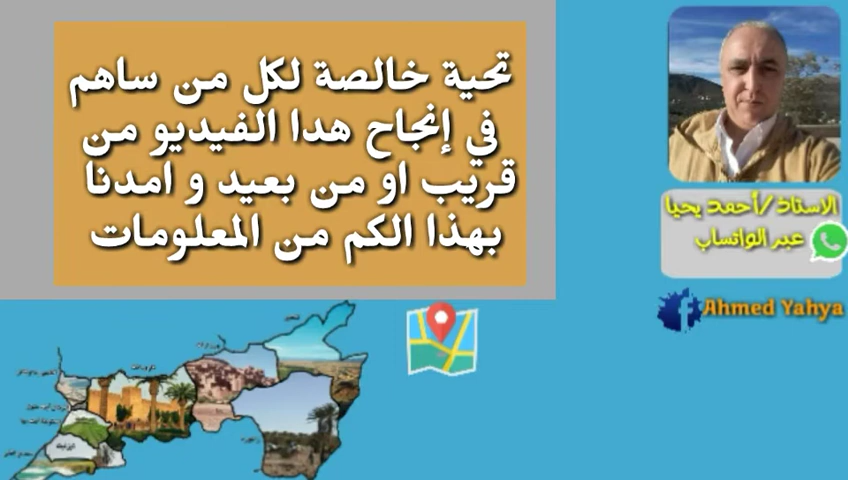 تحية خالصة لكل من ساهم
في إنجاح هدا الفيديو من
قريب او من بعيد و امدنا
بهذا الكم من المعلومات
الاستاذ/أحمد يحيا
عبر الواتساب
Ahmed Yahya